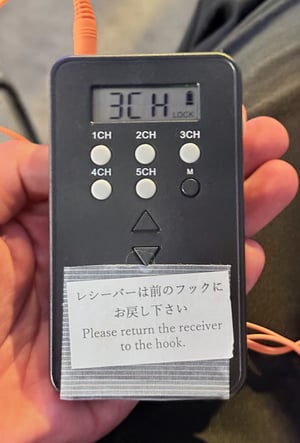 3CH
LOCK
1CH 2CH 3CH
4CH 5CH M
レシーバーは前のフックに
お戻し下さい
Please return the receiver
to the hook.